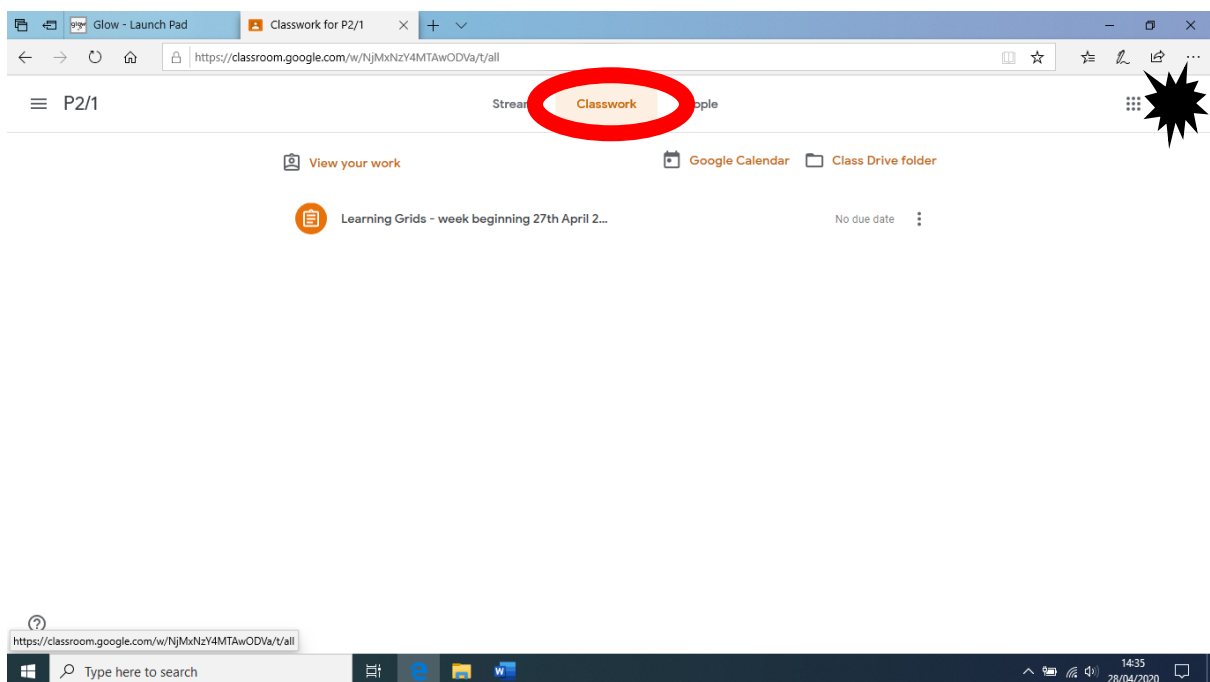 Glow - Launch Pad
Classwork for P2/1
https://classroom.google.com/w/NjMxNzY4MTAwODVa/t/all
P2/1
Classwork
View your work
Google Calendar
Class Drive folder
Learning Grids - week beginning 27th April 2...
No due date
https://classroom.google.com/w/NjMxNzY4MTAwODVa/t/all
Type here to search
14:35
28/04/2020